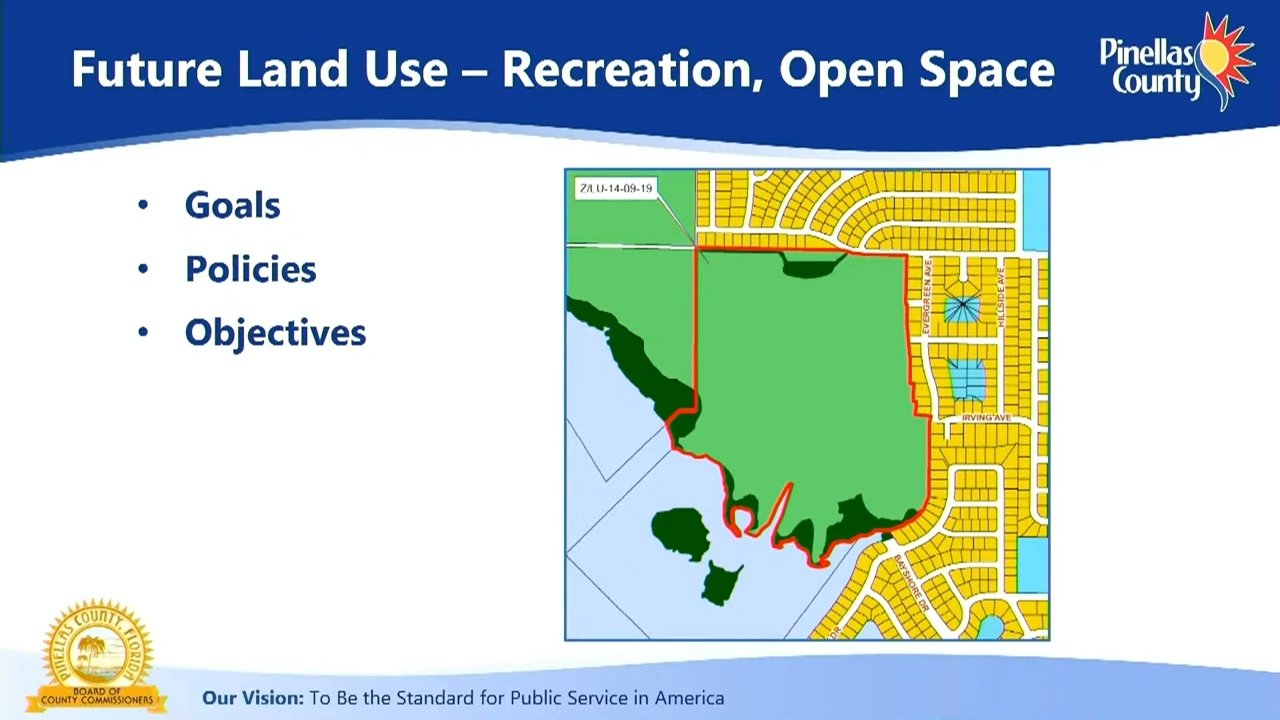 Future Land Use – Recreation, Open Space
Pinellas
County
• Goals
• Policies
• Objectives
Z/LU-14-09-19
EVERGREEN AVE
HILLSIDE AVE
IRVING AVE
BAYSHORE DR
DR
PINELLAS COUNTY, FLORIDA
BOARD OF
COUNTY COMMISSIONERS
Our Vision: To Be the Standard for Public Service in America